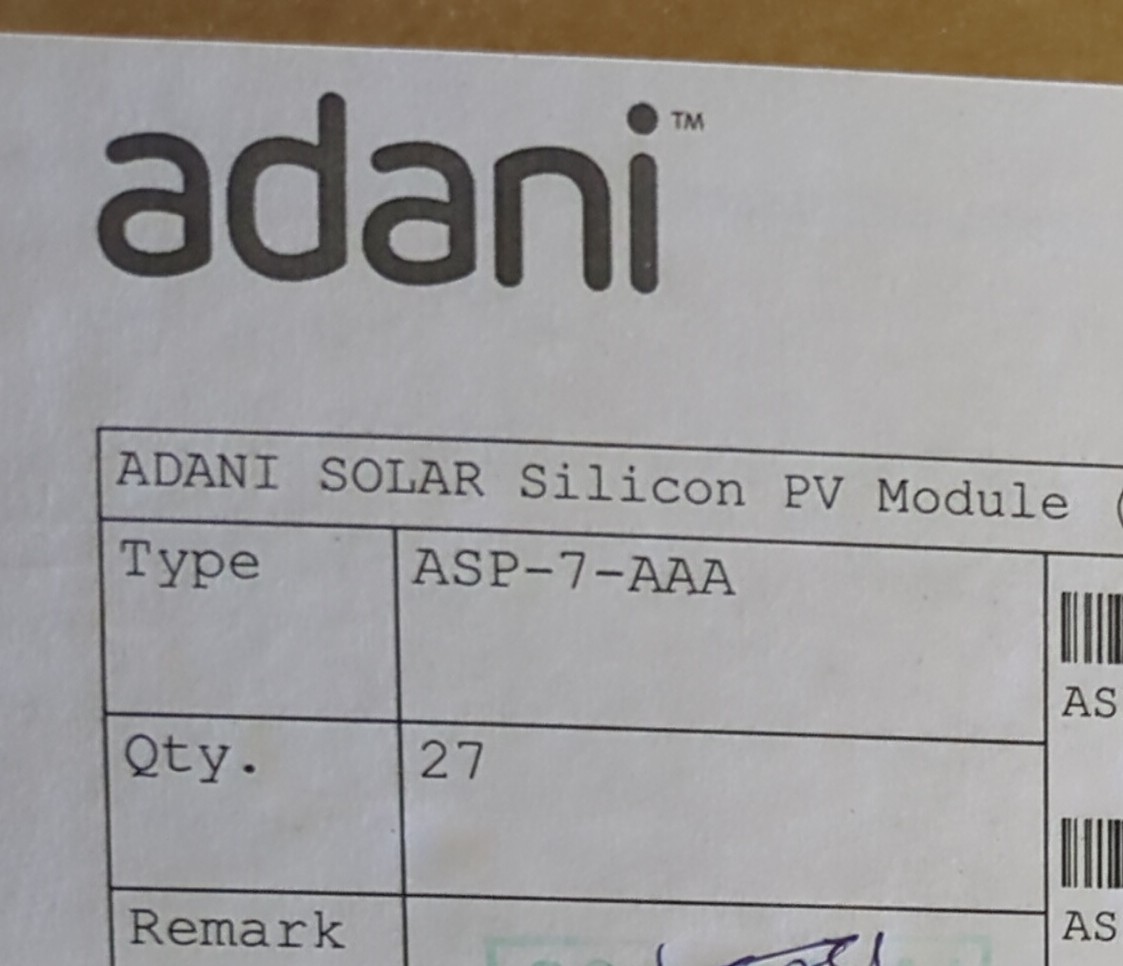 adani™
ADANI SOLAR Silicon PV Module (
Type ASP-7-AAA
AS
Qty. 27
AS
Remark